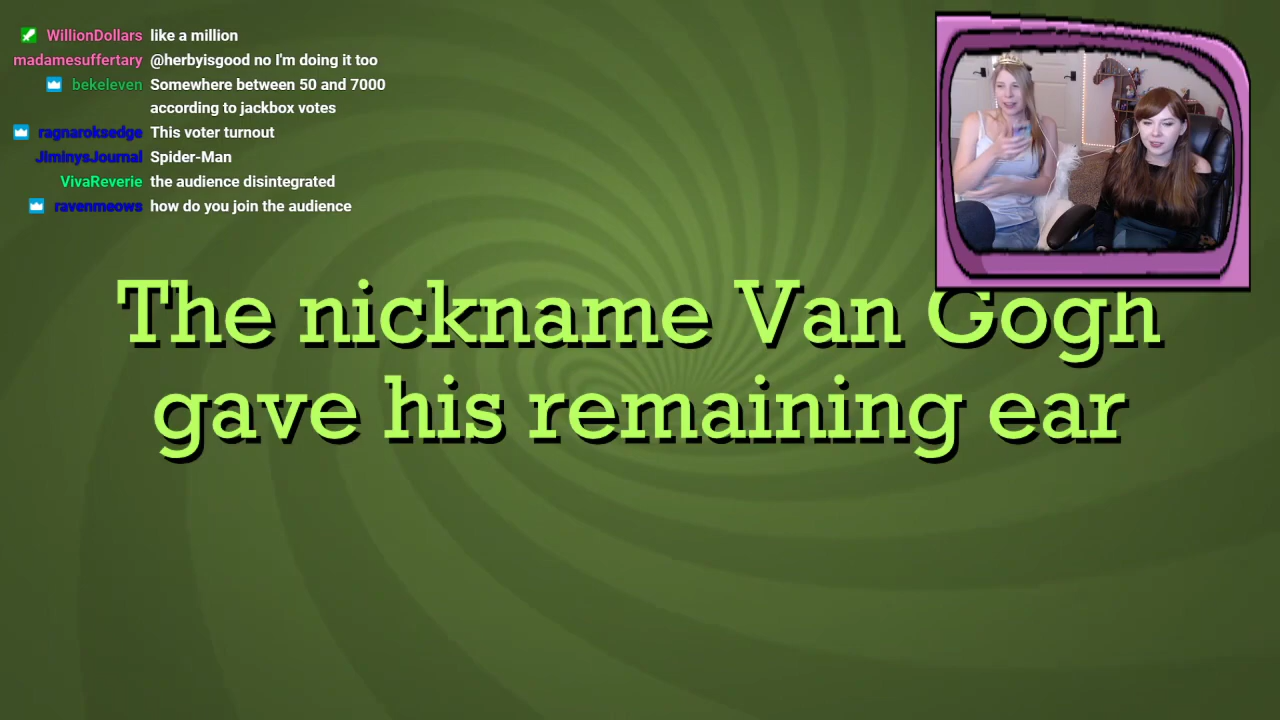 WillionDollars like a million
madamesuffertary @herbyisgood no I'm doing it too
bekeleven Somewhere between 50 and 7000
according to jackbox votes
ragnaroksedge This voter turnout
JiminysJournal Spider-Man
VivaReverie the audience disintegrated
ravenmeows how do you join the audience
The nickname Van Gogh
gave his remaining ear